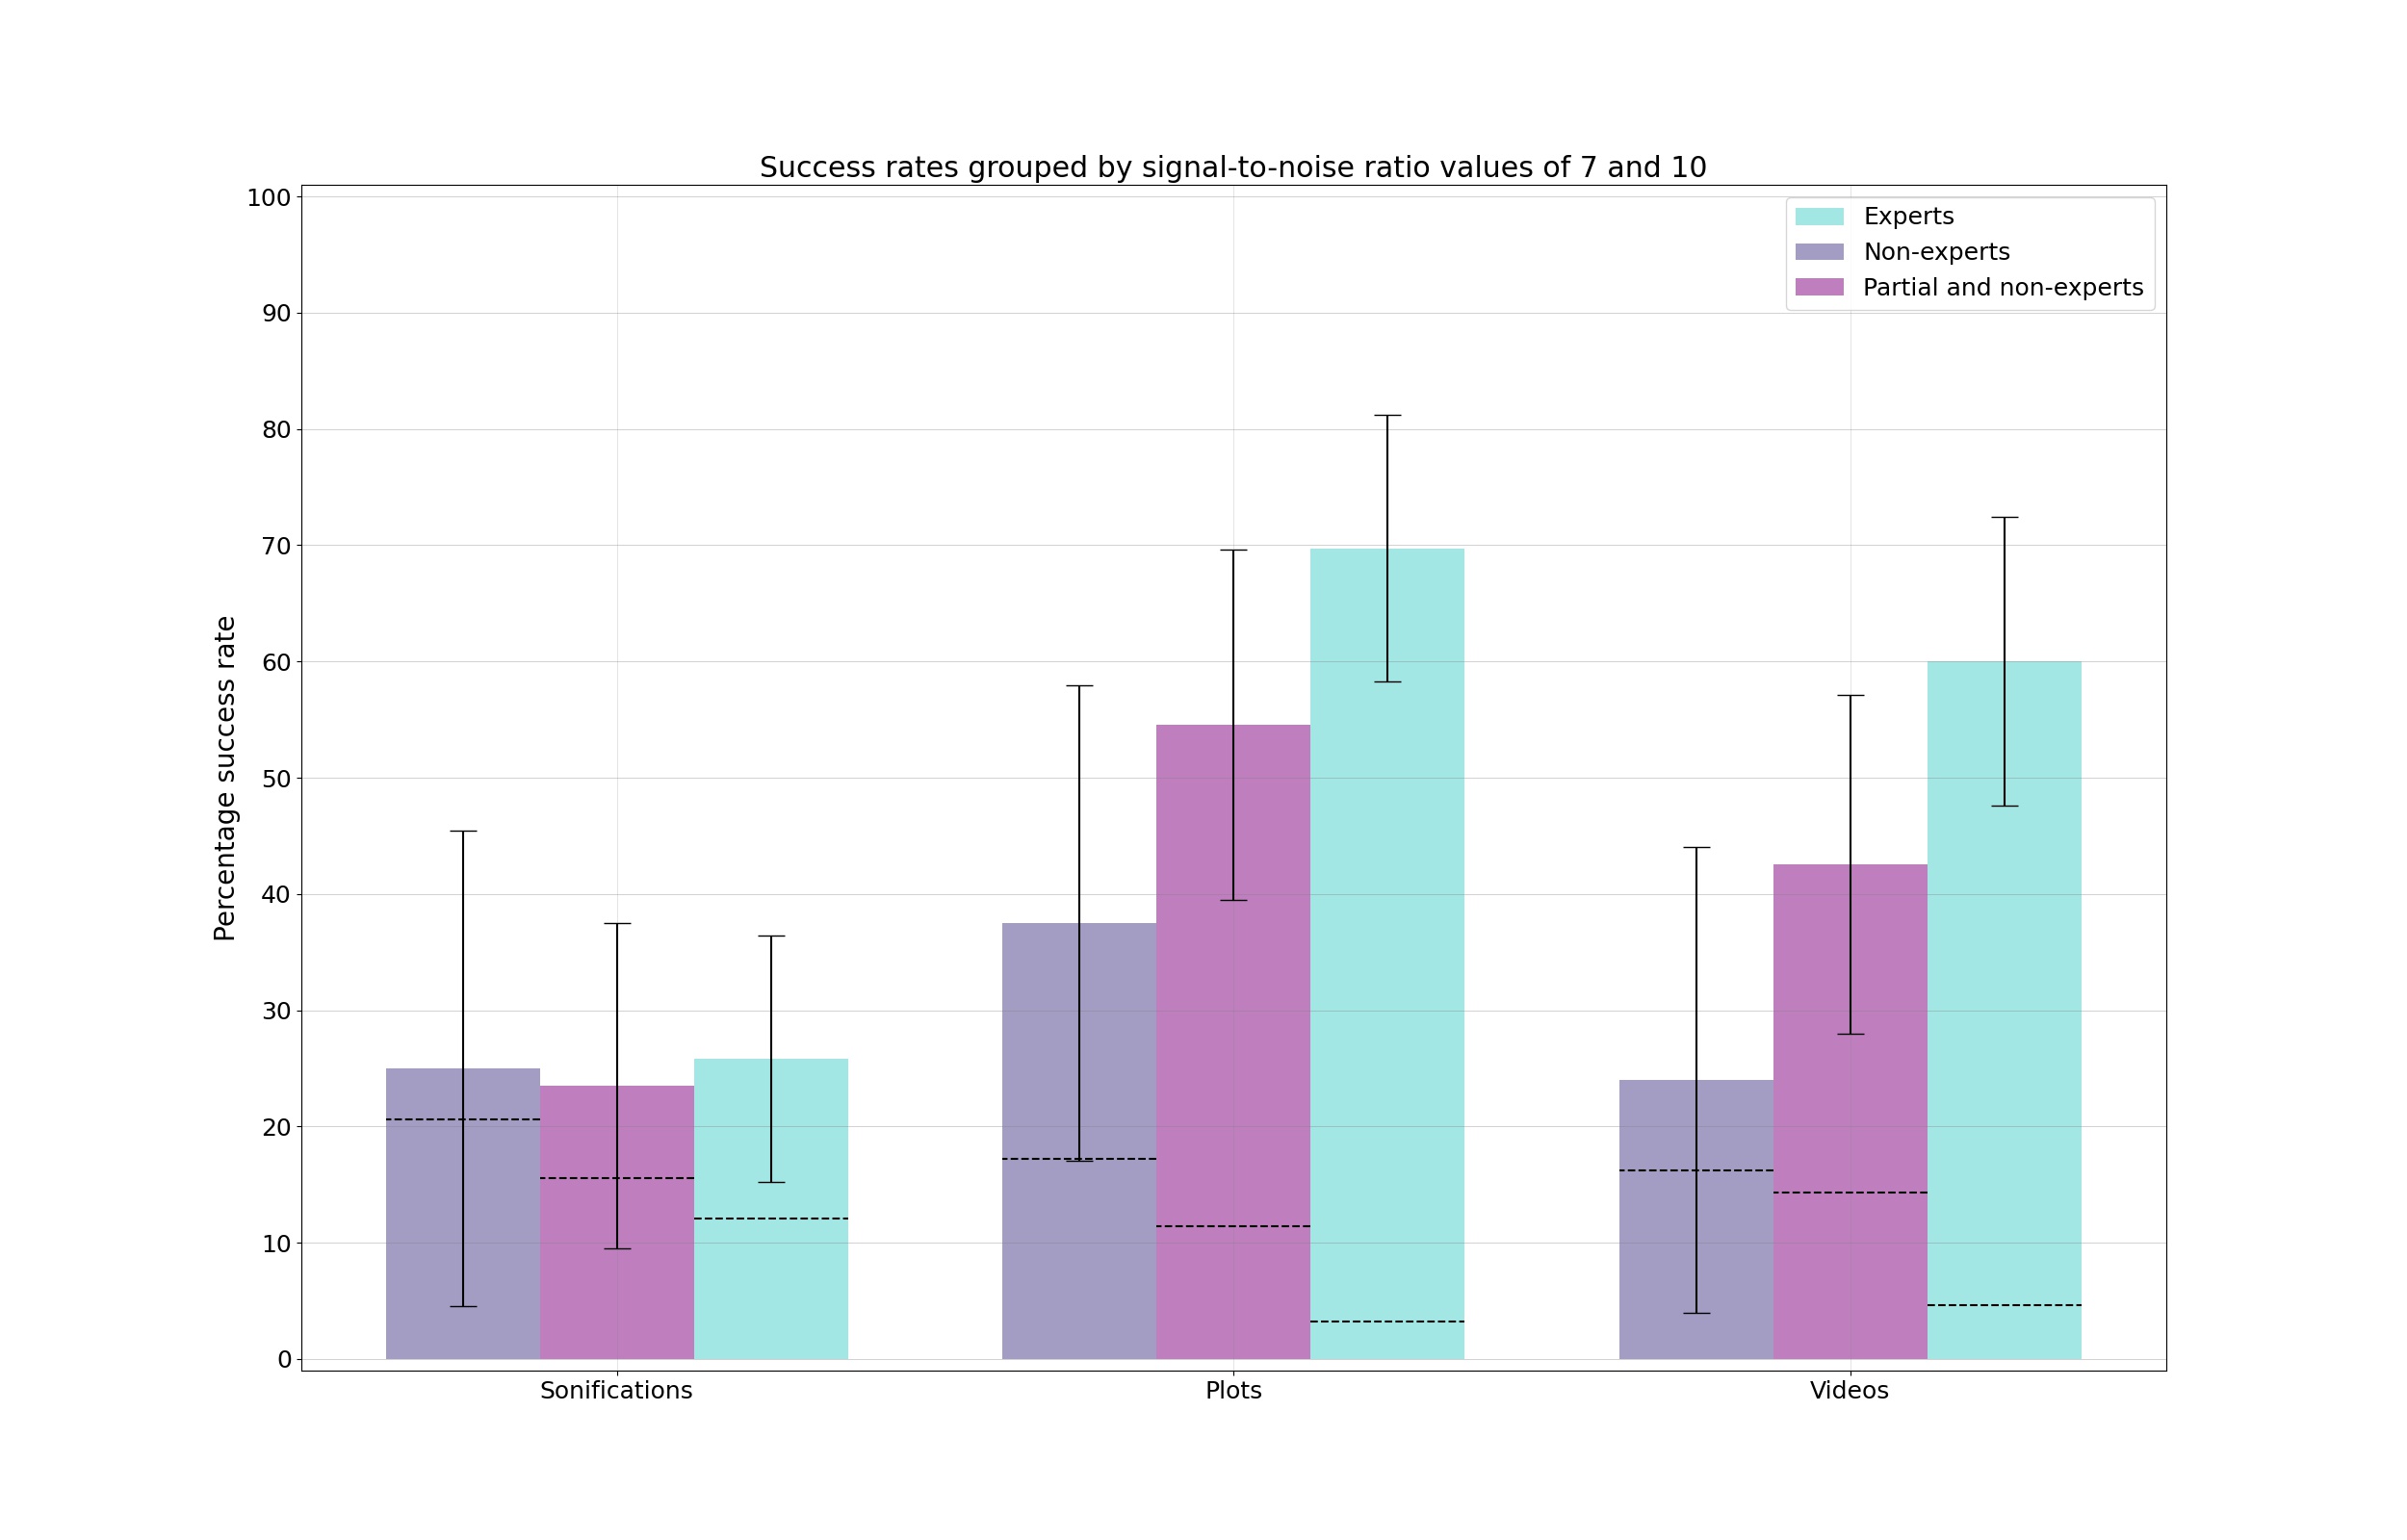 Success rates grouped by signal-to-noise ratio values of 7 and 10
Experts
Non-experts
Partial and non-experts
Percentage success rate
100
90
80
70
60
50
40
30
20
10
0
Sonifications Plots Videos